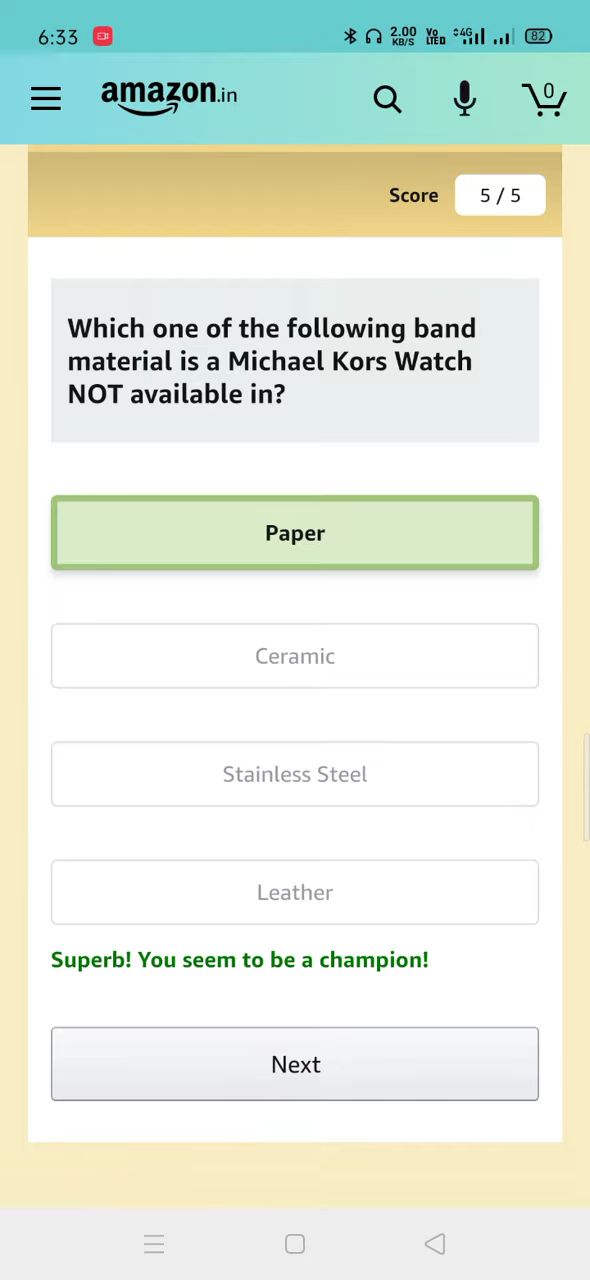 6:33
2.00 KB/S
Vo LTED
4G
82
amazon.in
0
Score 5 / 5
Which one of the following band
material is a Michael Kors Watch
NOT available in?
Paper
Ceramic
Stainless Steel
Leather
Superb! You seem to be a champion!
Next